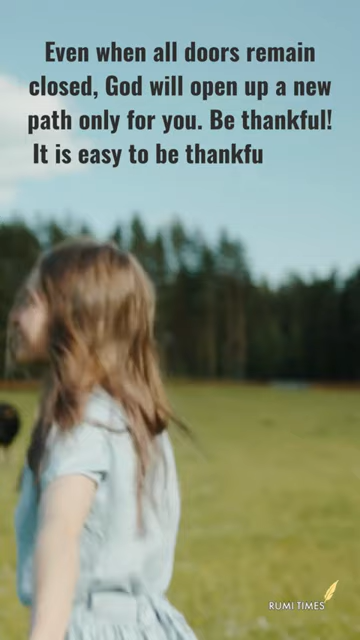 Even when all doors remain
closed, God will open up a new
path only for you. Be thankful!
It is easy to be thankfu
RUMI TIMES